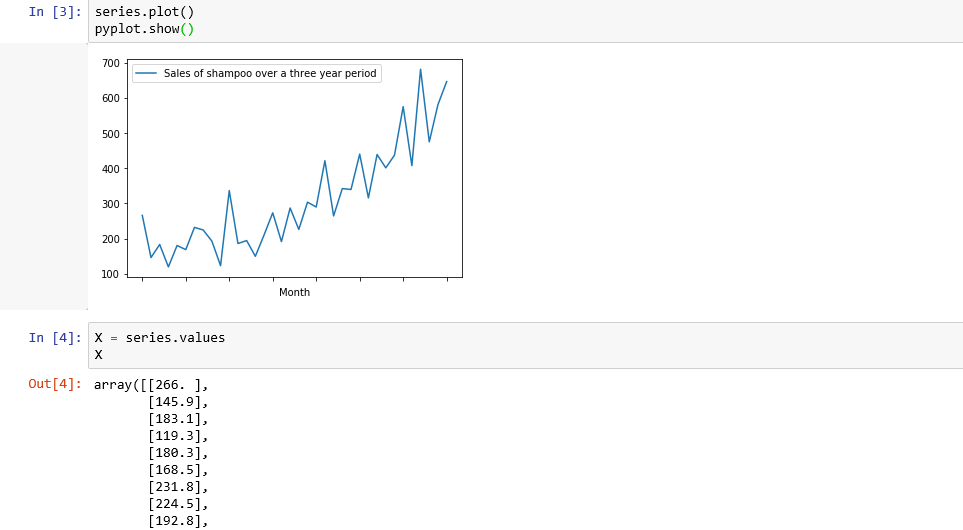 In [3]: series.plot()
pyplot.show()
700
600
500
400
300
200
100
Sales of shampoo over a three year period
Month
In [4]: X = series.values
X
Out[4]: array([[266. ],
[145.9],
[183.1],
[119.3],
[180.3],
[168.5],
[231.8],
[224.5],
[192.8],